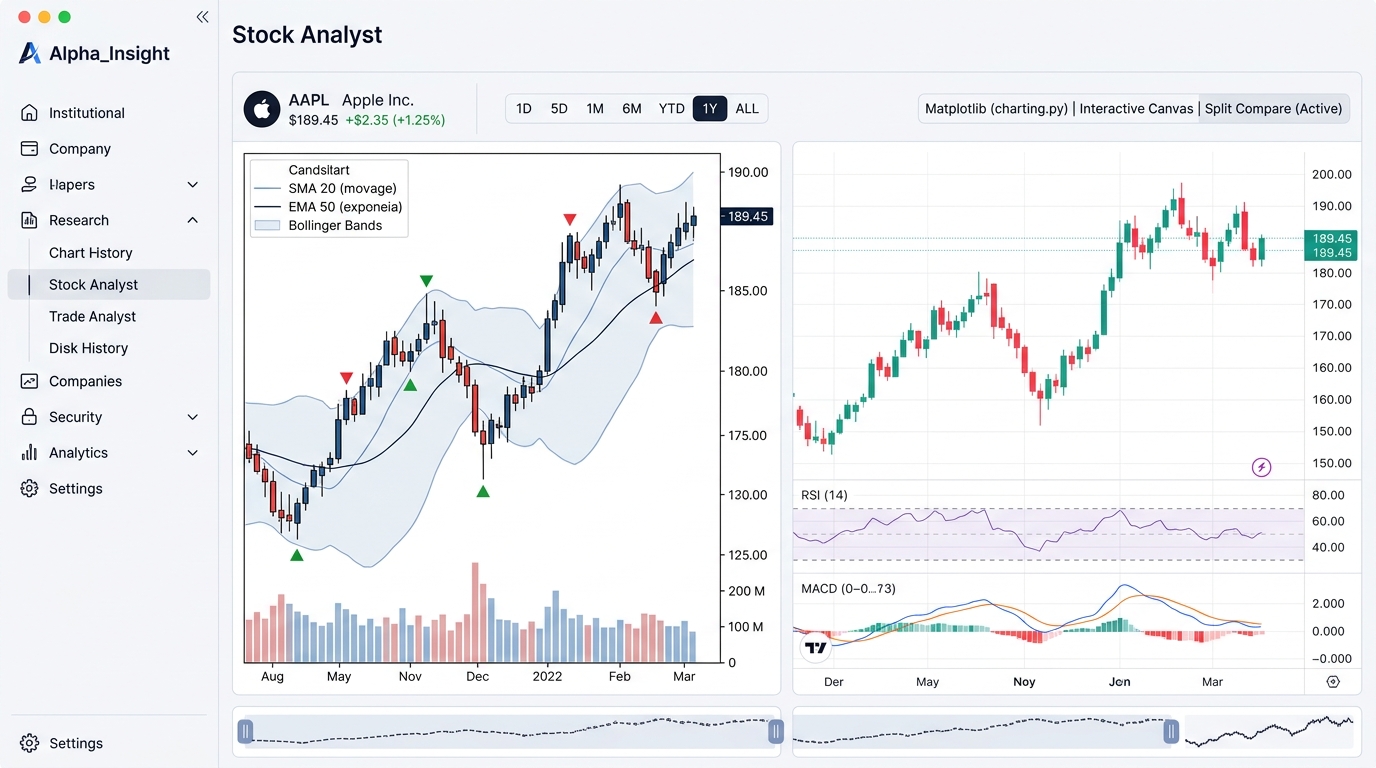 Alpha_Insight
Institutional
Company
Hapers
Research
Chart Hstory
Stock Analyst
Trade Analyst
Disk History
Companies
Security
Analytics
Settings
Settings
Stock Analyst
AAPL Apple Inc.
$189.45 +$2.35 (+1.25%)
1D 5D 1M 6M YTD 1Y ALL
Matplotlib (charting.py) | Interactive Canvas | Split Compare (Active)
Candsltart
SMA 20 (movage)
EMA 50 (exponeia)
Bollinger Bands
190.00
189.45
185.00
180.00
175.00
120.00
125.00
200 M
100 M
0
Aug May Nov Dec 2022 Feb Mar
200.00
190.00
189.45
189.45
180.00
170.00
170.00
160.00
160.00
150.00
150.00
RSI (14)
80.00
60.00
40.00
MACD (0–0...73)
2.000
0.000
−0.000
Der May Noy Jcn Mar